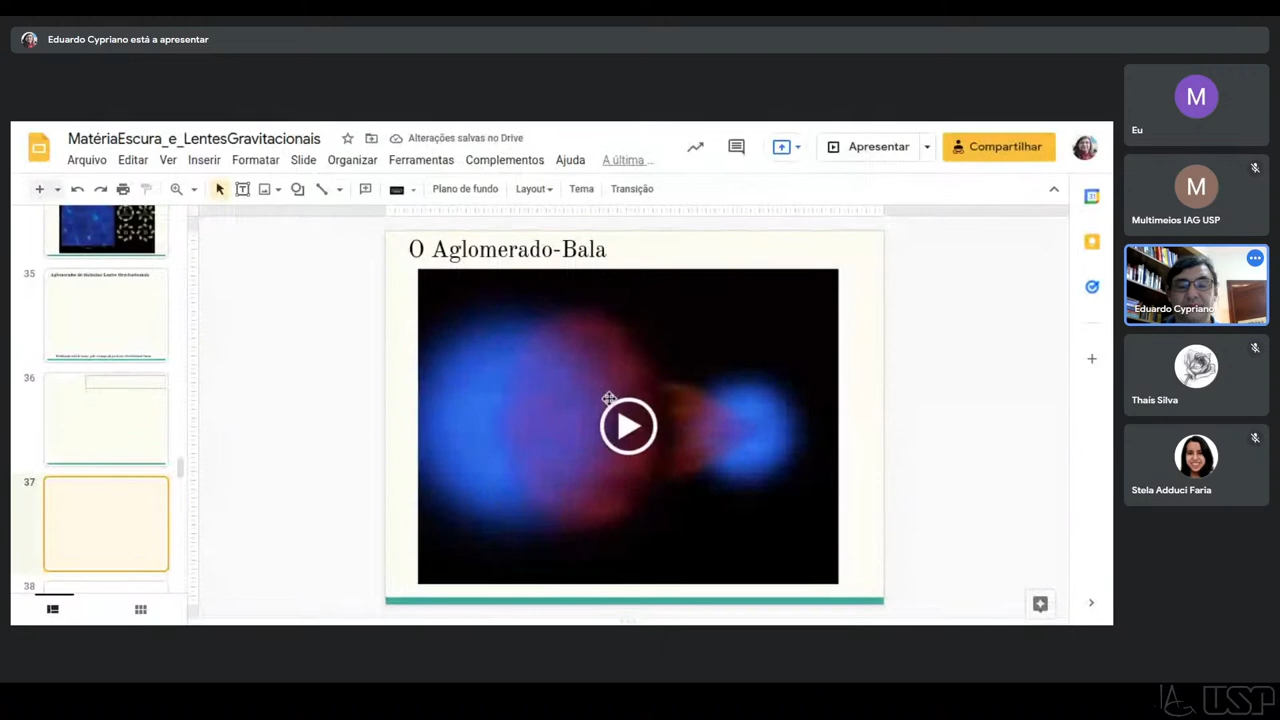 Eduardo Cypriano está a apresentar
MatériaEscura_e_LentesGravitacionais
Alterações salvas no Drive
Apresentar
Compartilhar
Arquivo Editar Ver Inserir Formatar Slide Organizar Ferramentas Complementos Ajuda A última ...
Plano de fundo Layout Tema Transição
35
36
37
38
O Aglomerado-Bala
M
Eu
M
Multimeios IAG USP
Eduardo Cypriano
Thaís Silva
Stela Adduci Faria
USP